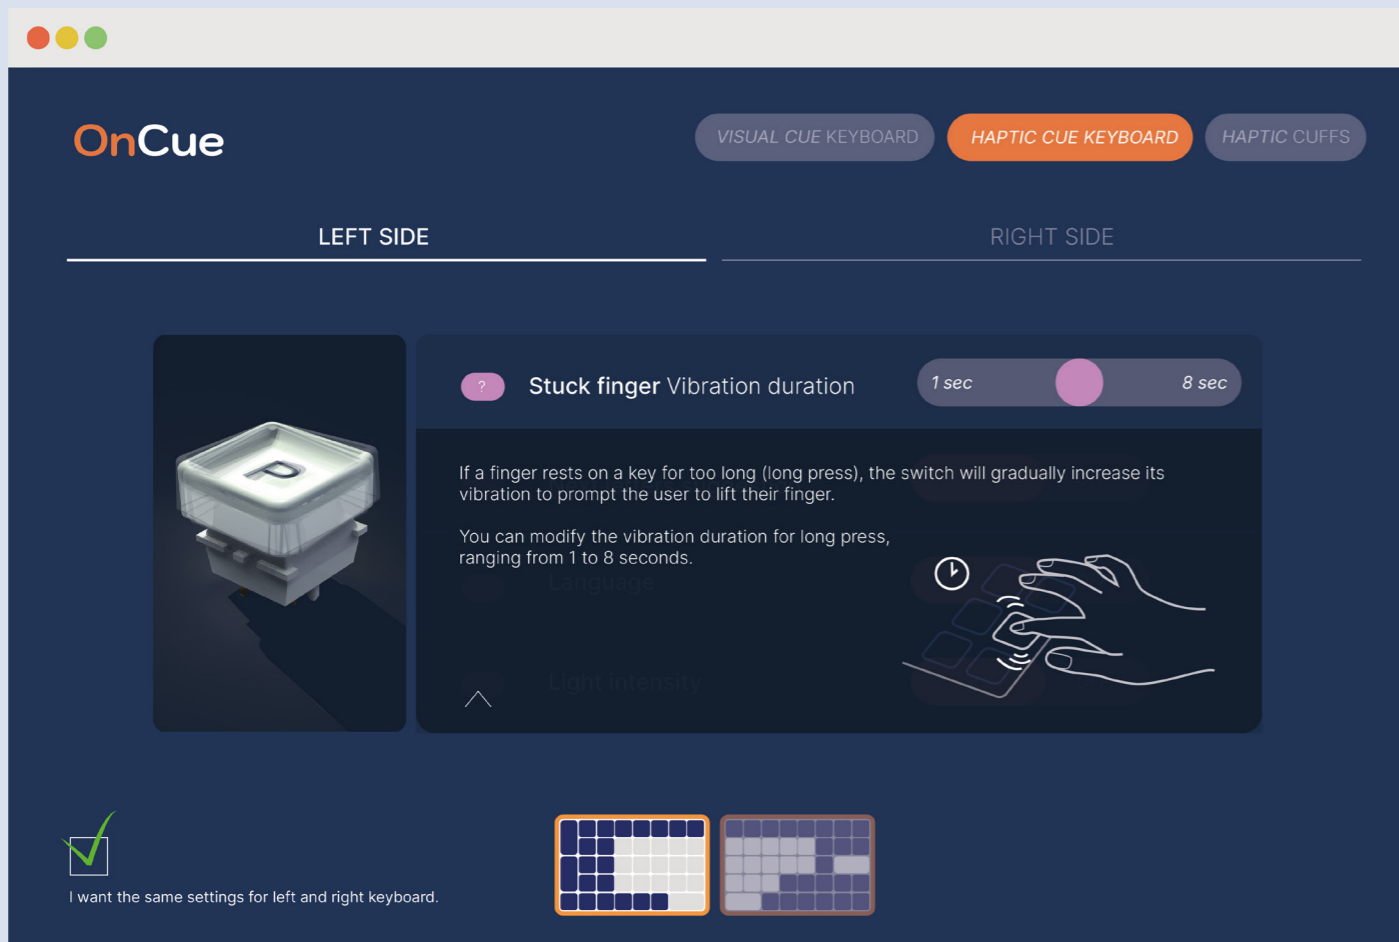 OnCue
VISUAL CUE KEYBOARD
HAPTIC CUE KEYBOARD
HAPTIC CUFFS
LEFT SIDE
RIGHT SIDE
P
?
Stuck finger Vibration duration
1 sec
8 sec
If a finger rests on a key for too long (long press), the switch will gradually increase its
vibration to prompt the user to lift their finger.
You can modify the vibration duration for long press,
ranging from 1 to 8 seconds.
Language
Light intensity
I want the same settings for left and right keyboard.